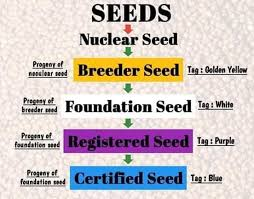 SEEDS
Nuclear Seed
Progeny of
neculear seed
Breeder Seed
Tag : Golden Yellow
Progeny of
breeder seed
Foundation Seed
Tag : White
Progeny of
foundation seed
Registered Seed
Tag : Purple
Progeny of
foundation seed
Certified Seed
Tag : Blue